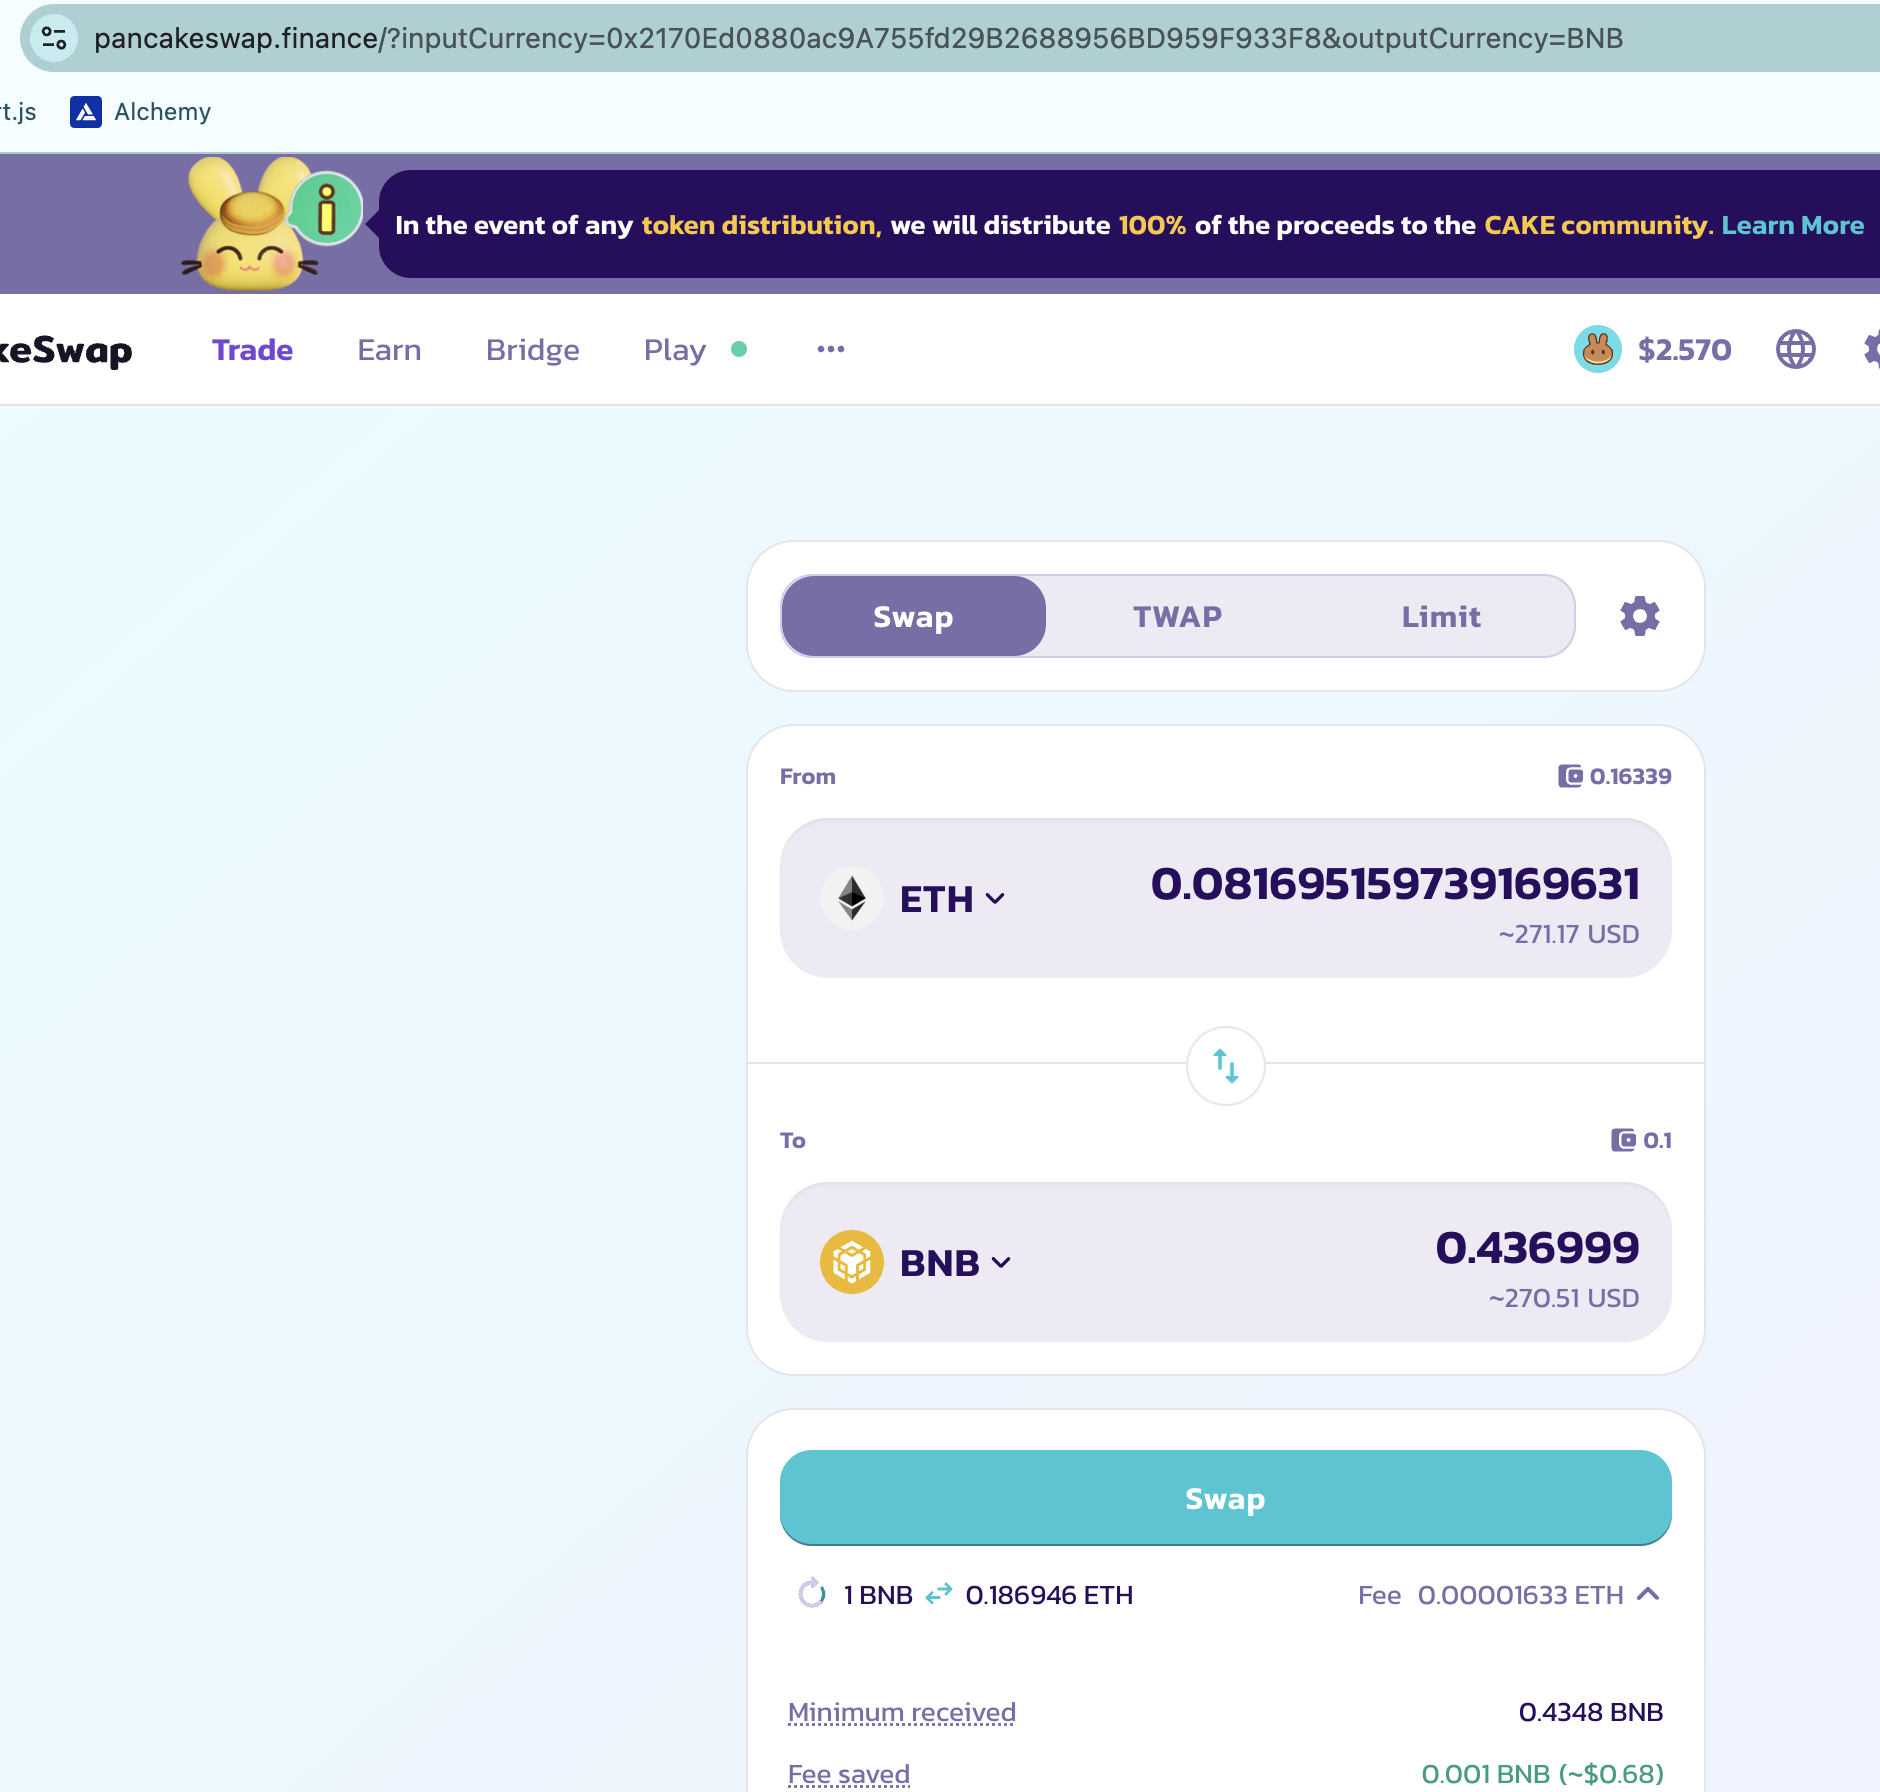 pancakeswap.finance/?inputCurrency=0x2170Ed0880ac9A755fd29B2688956BD959F933F8&outputCurrency=BNB
t.js Alchemy
In the event of any token distribution, we will distribute 100% of the proceeds to the CAKE community. Learn More
keSwap Trade Earn Bridge Play ••• $2.570
Swap TWAP Limit
From 0.16339
ETH 0.081695159739169631
~271.17 USD
To 0.1
BNB 0.436999
~270.51 USD
Swap
1 BNB 0.186946 ETH Fee 0.00001633 ETH
Minimum received 0.4348 BNB
Fee saved 0.001 BNB (~$0.68)